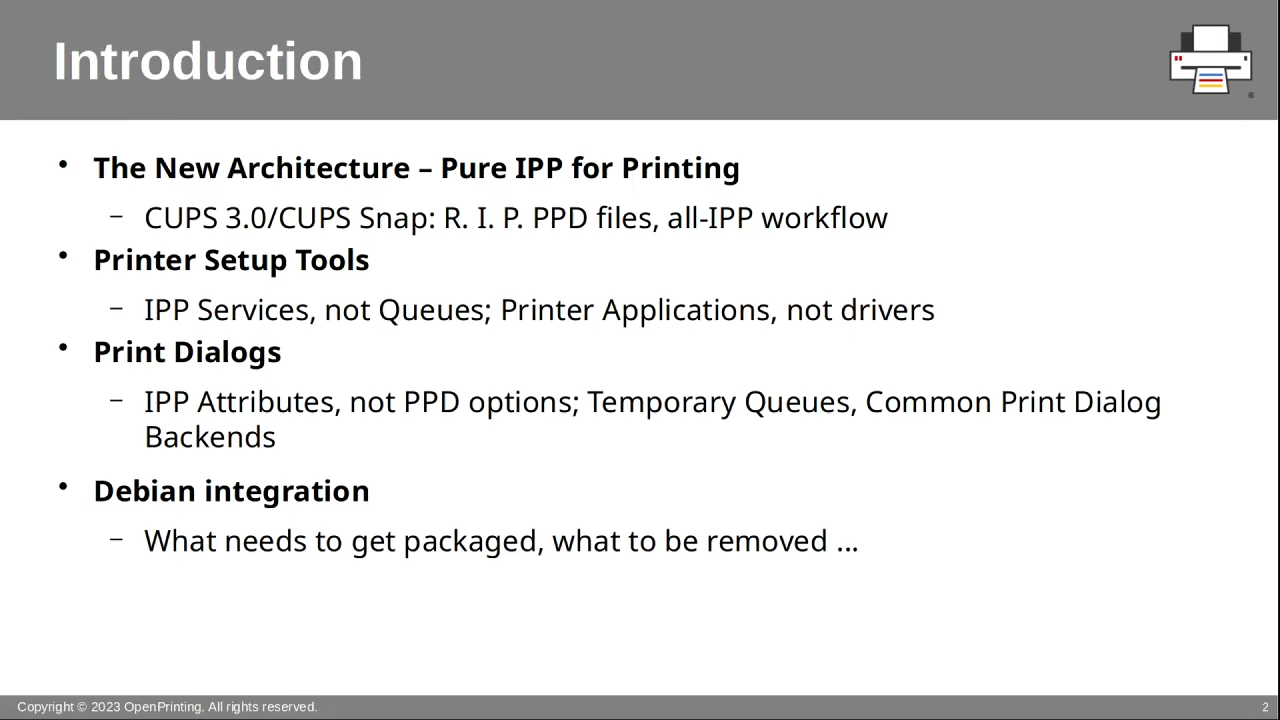 Introduction
®
• The New Architecture – Pure IPP for Printing
– CUPS 3.0/CUPS Snap: R. I. P. PPD files, all-IPP workflow
• Printer Setup Tools
– IPP Services, not Queues; Printer Applications, not drivers
• Print Dialogs
– IPP Attributes, not PPD options; Temporary Queues, Common Print Dialog
Backends
• Debian integration
– What needs to get packaged, what to be removed ...
Copyright © 2023 OpenPrinting. All rights reserved.
2